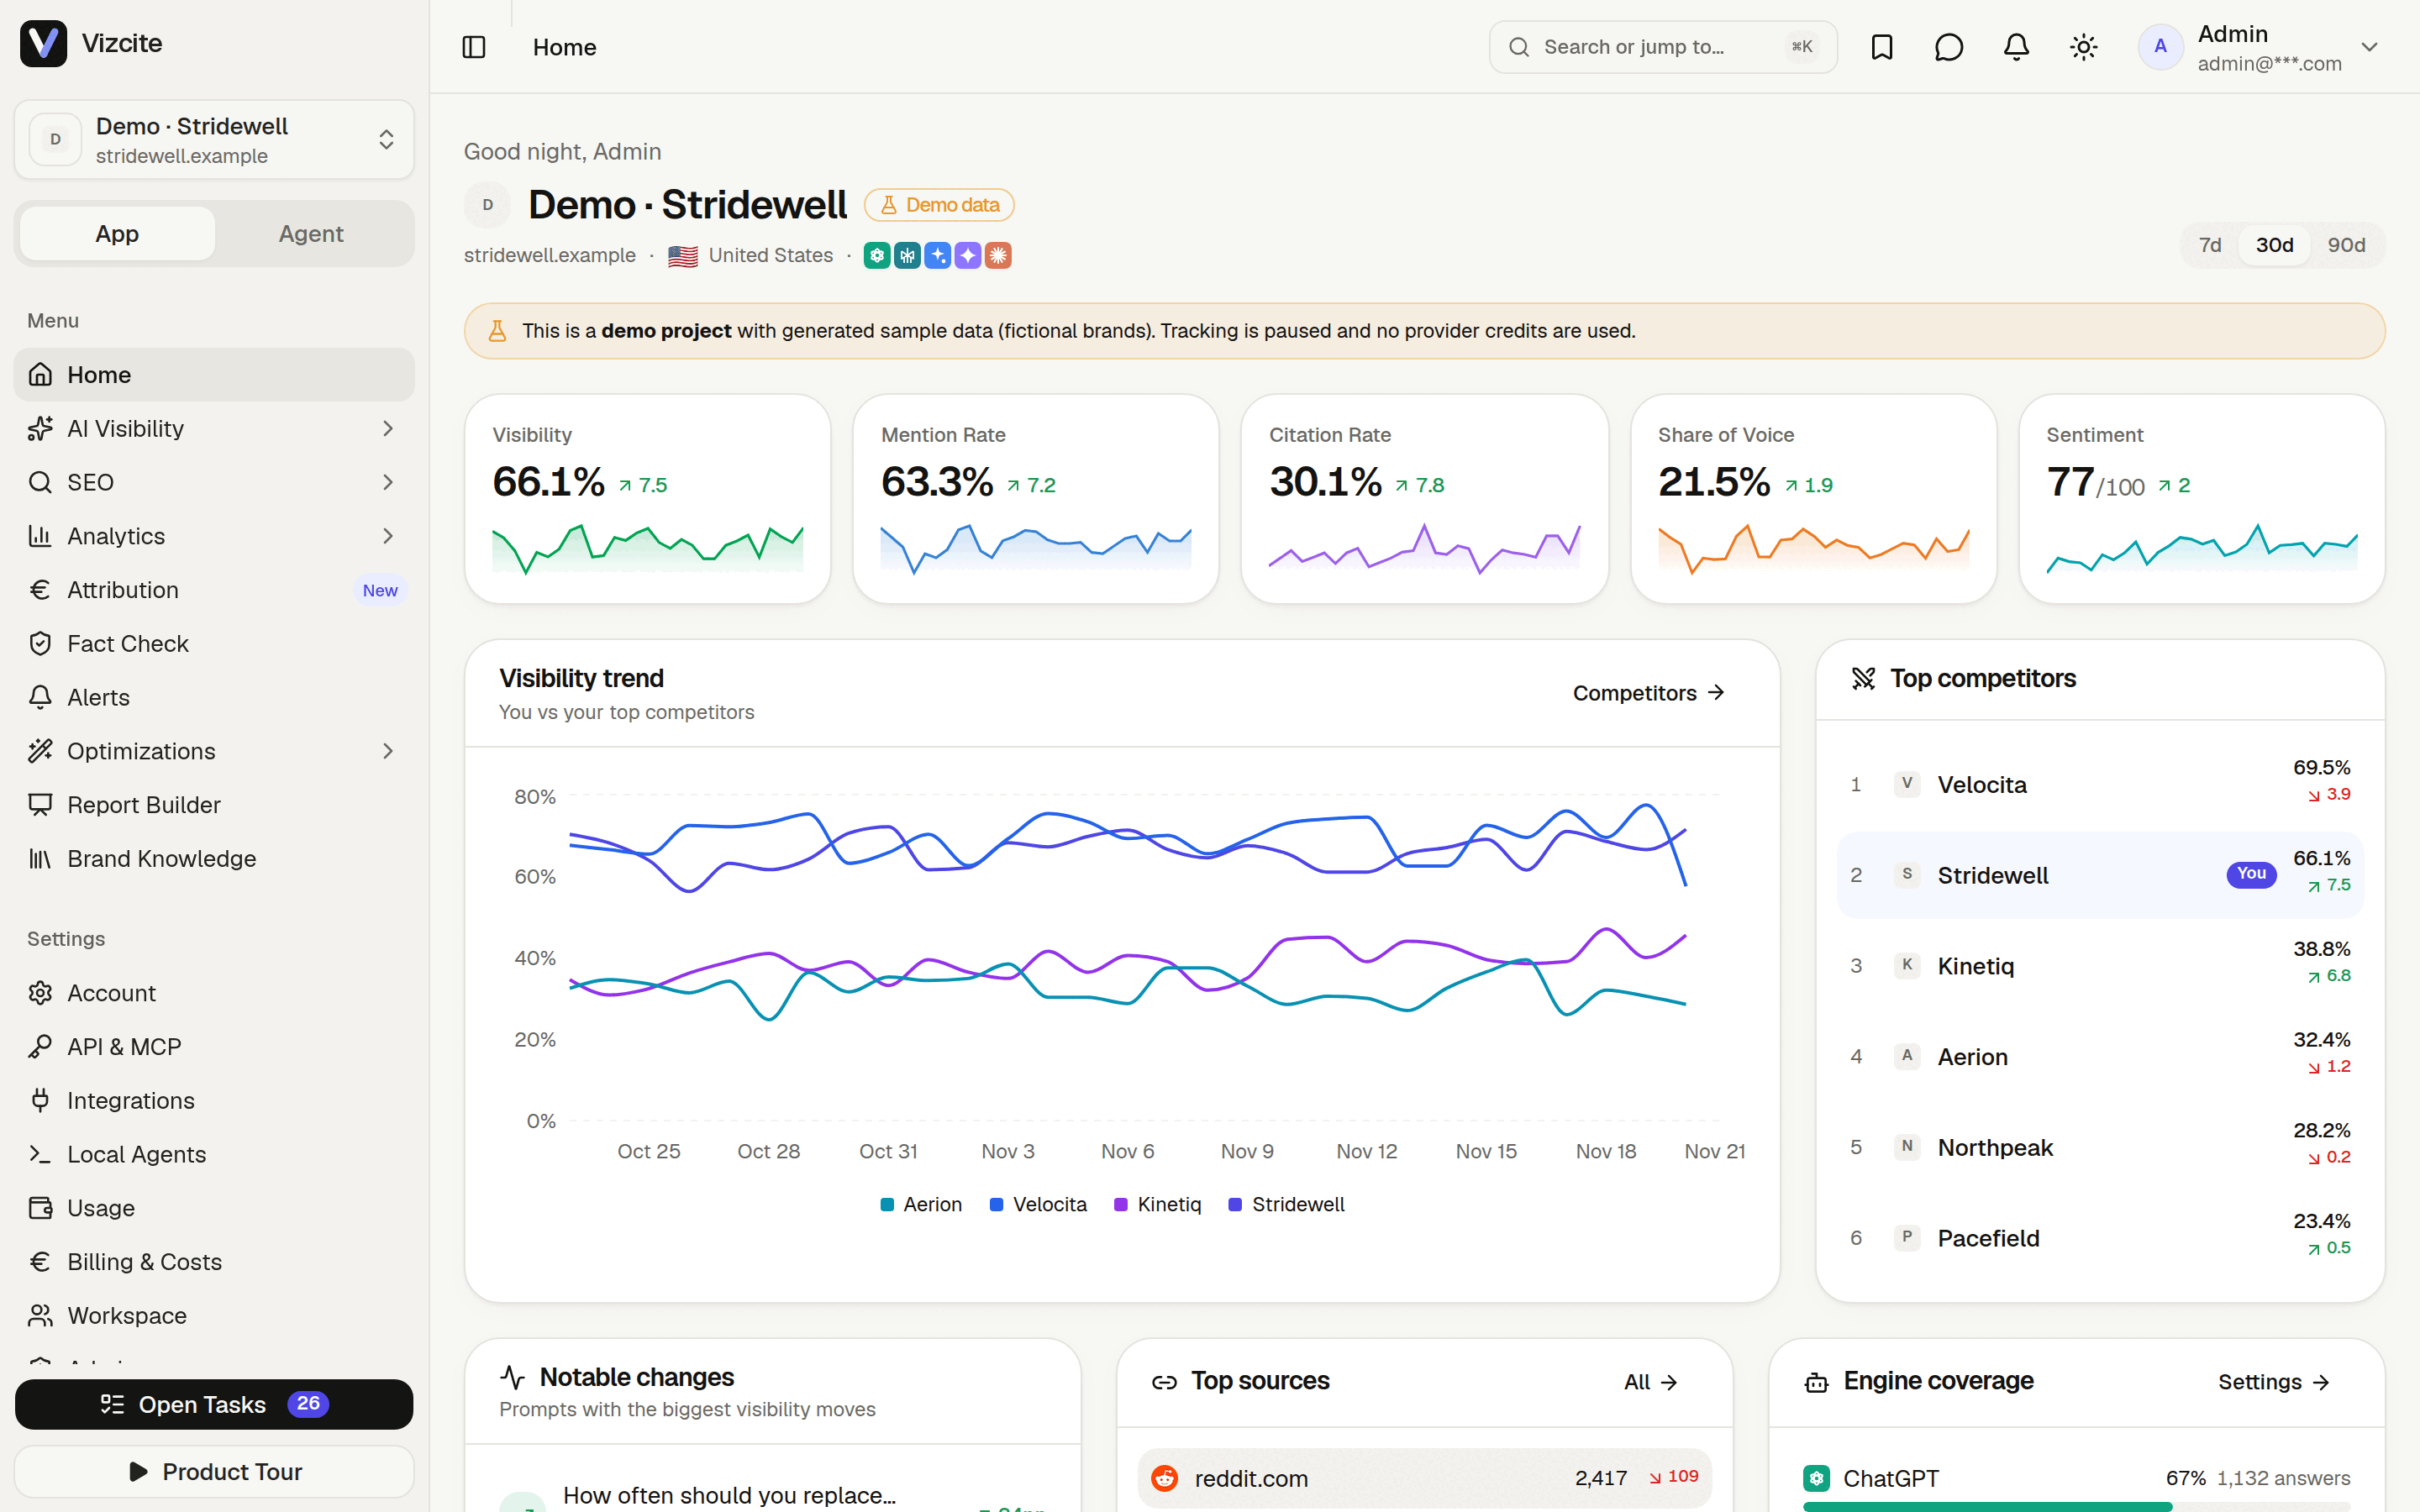 Vizcite
D
Demo · Stridewell
stridewell.example
App
Agent
Menu
Home
AI Visibility
SEO
Analytics
Attribution
New
Fact Check
Alerts
Optimizations
Report Builder
Brand Knowledge
Settings
Account
API & MCP
Integrations
Local Agents
Usage
Billing & Costs
Workspace
Open Tasks 26
Product Tour
Home
Search or jump to...
⌘K
A
Admin
admin@***.com
Good night, Admin
D
Demo · Stridewell
Demo data
stridewell.example · United States ·
7d 30d 90d
This is a demo project with generated sample data (fictional brands). Tracking is paused and no provider credits are used.
Visibility
66.1% 7.5
Mention Rate
63.3% 7.2
Citation Rate
30.1% 7.8
Share of Voice
21.5% 1.9
Sentiment
77/100 2
Visibility trend
You vs your top competitors
Competitors
80%
60%
40%
20%
0%
Oct 25 Oct 28 Oct 31 Nov 3 Nov 6 Nov 9 Nov 12 Nov 15 Nov 18 Nov 21
Aerion Velocita Kinetiq Stridewell
Top competitors
1 V Velocita 69.5%
3.9
2 S Stridewell You 66.1%
7.5
3 K Kinetiq 38.8%
6.8
4 A Aerion 32.4%
1.2
5 N Northpeak 28.2%
0.2
6 P Pacefield 23.4%
0.5
Notable changes
Prompts with the biggest visibility moves
How often should you replace...
Top sources
All
reddit.com 2,417 109
Engine coverage
Settings
ChatGPT 67% 1,132 answers